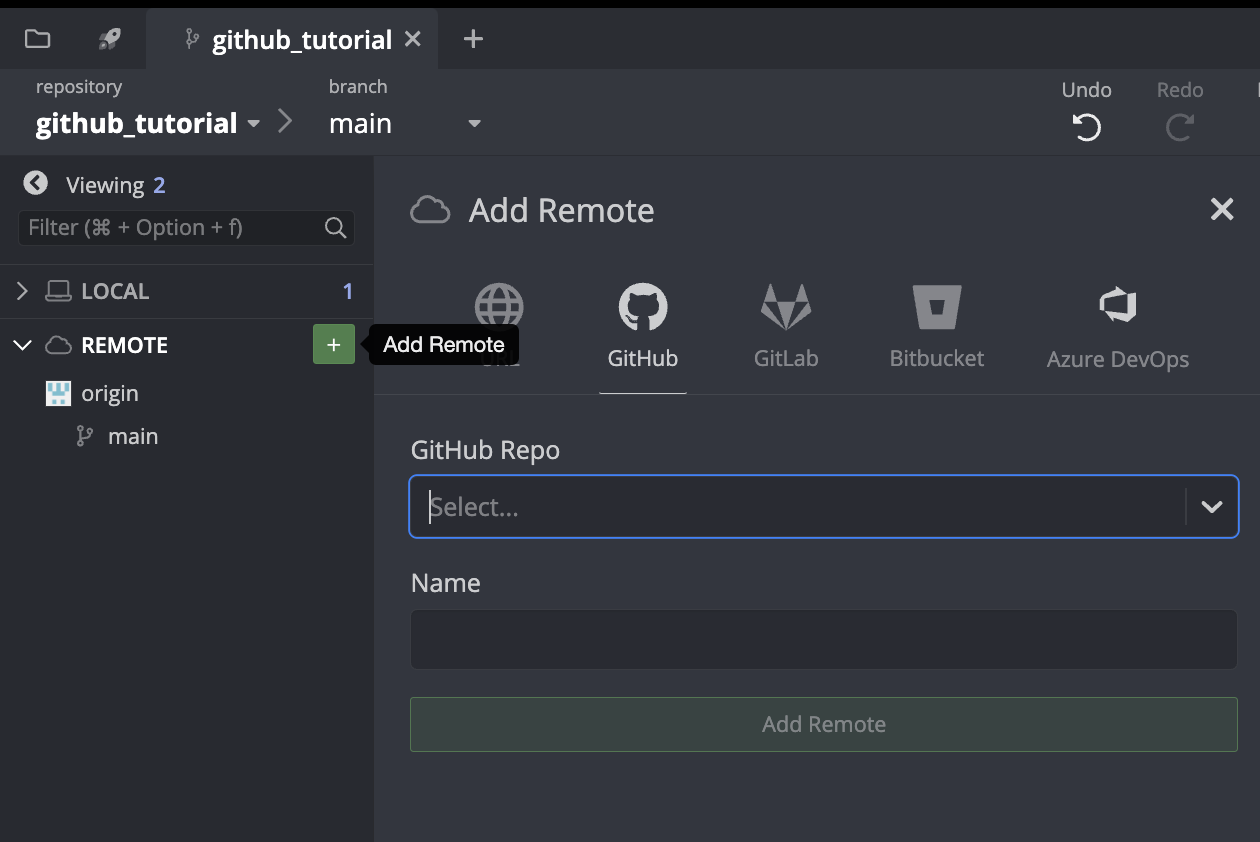 github_tutorial
repository
branch
github_tutorial
main
Undo
Redo
Viewing 2
Filter (⌘ + Option + f)
LOCAL
1
REMOTE
+
Add Remote
origin
main
Add Remote
URL
GitHub
GitLab
Bitbucket
Azure DevOps
GitHub Repo
Select...
Name
Add Remote